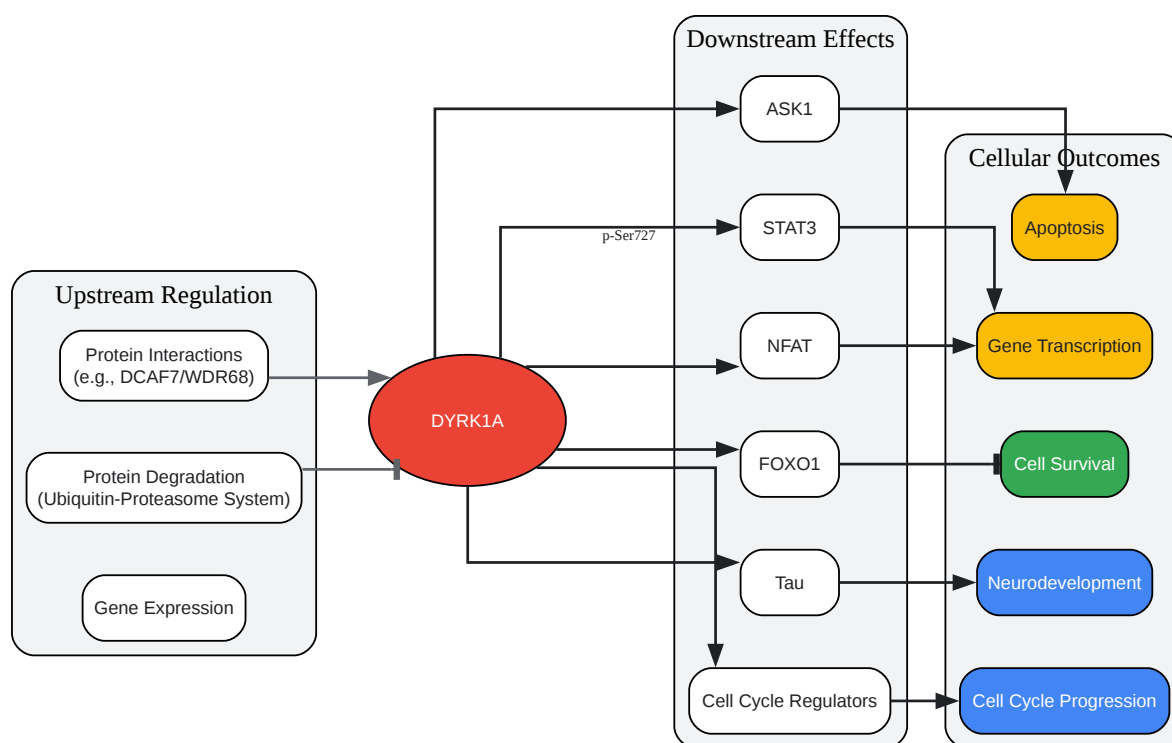 Upstream Regulation
Protein Interactions
(e.g., DCAF7/WDR68)
Protein Degradation
(Ubiquitin-Proteasome System)
Gene Expression
DYRK1A
p-Ser727
Downstream Effects
ASK1
STAT3
NFAT
FOXO1
Tau
Cell Cycle Regulators
Cellular Outcomes
Apoptosis
Gene Transcription
Cell Survival
Neurodevelopment
Cell Cycle Progression